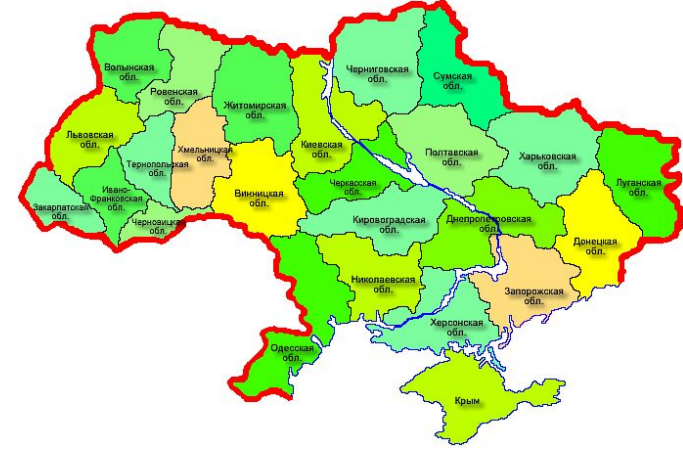 Волынская
обл.
Ровенская
обл.
Житомирская
обл.
Черниговская
обл.
Сумская
обл.
Львовская
обл.
Тернопольская
обл.
Хмельницкая
обл.
Киевская
обл.
Полтавская
обл.
Харьковская
обл.
Луганская
обл.
Закарпатская
обл.
Ивано-
Франковская
обл.
Черновицкая
обл.
Винницкая
обл.
Черкасская
обл.
Кировоградская
обл.
Днепропетровская
обл.
Донецкая
обл.
Одесская
обл.
Николаевская
обл.
Херсонская
обл.
Запорожская
обл.
Крым